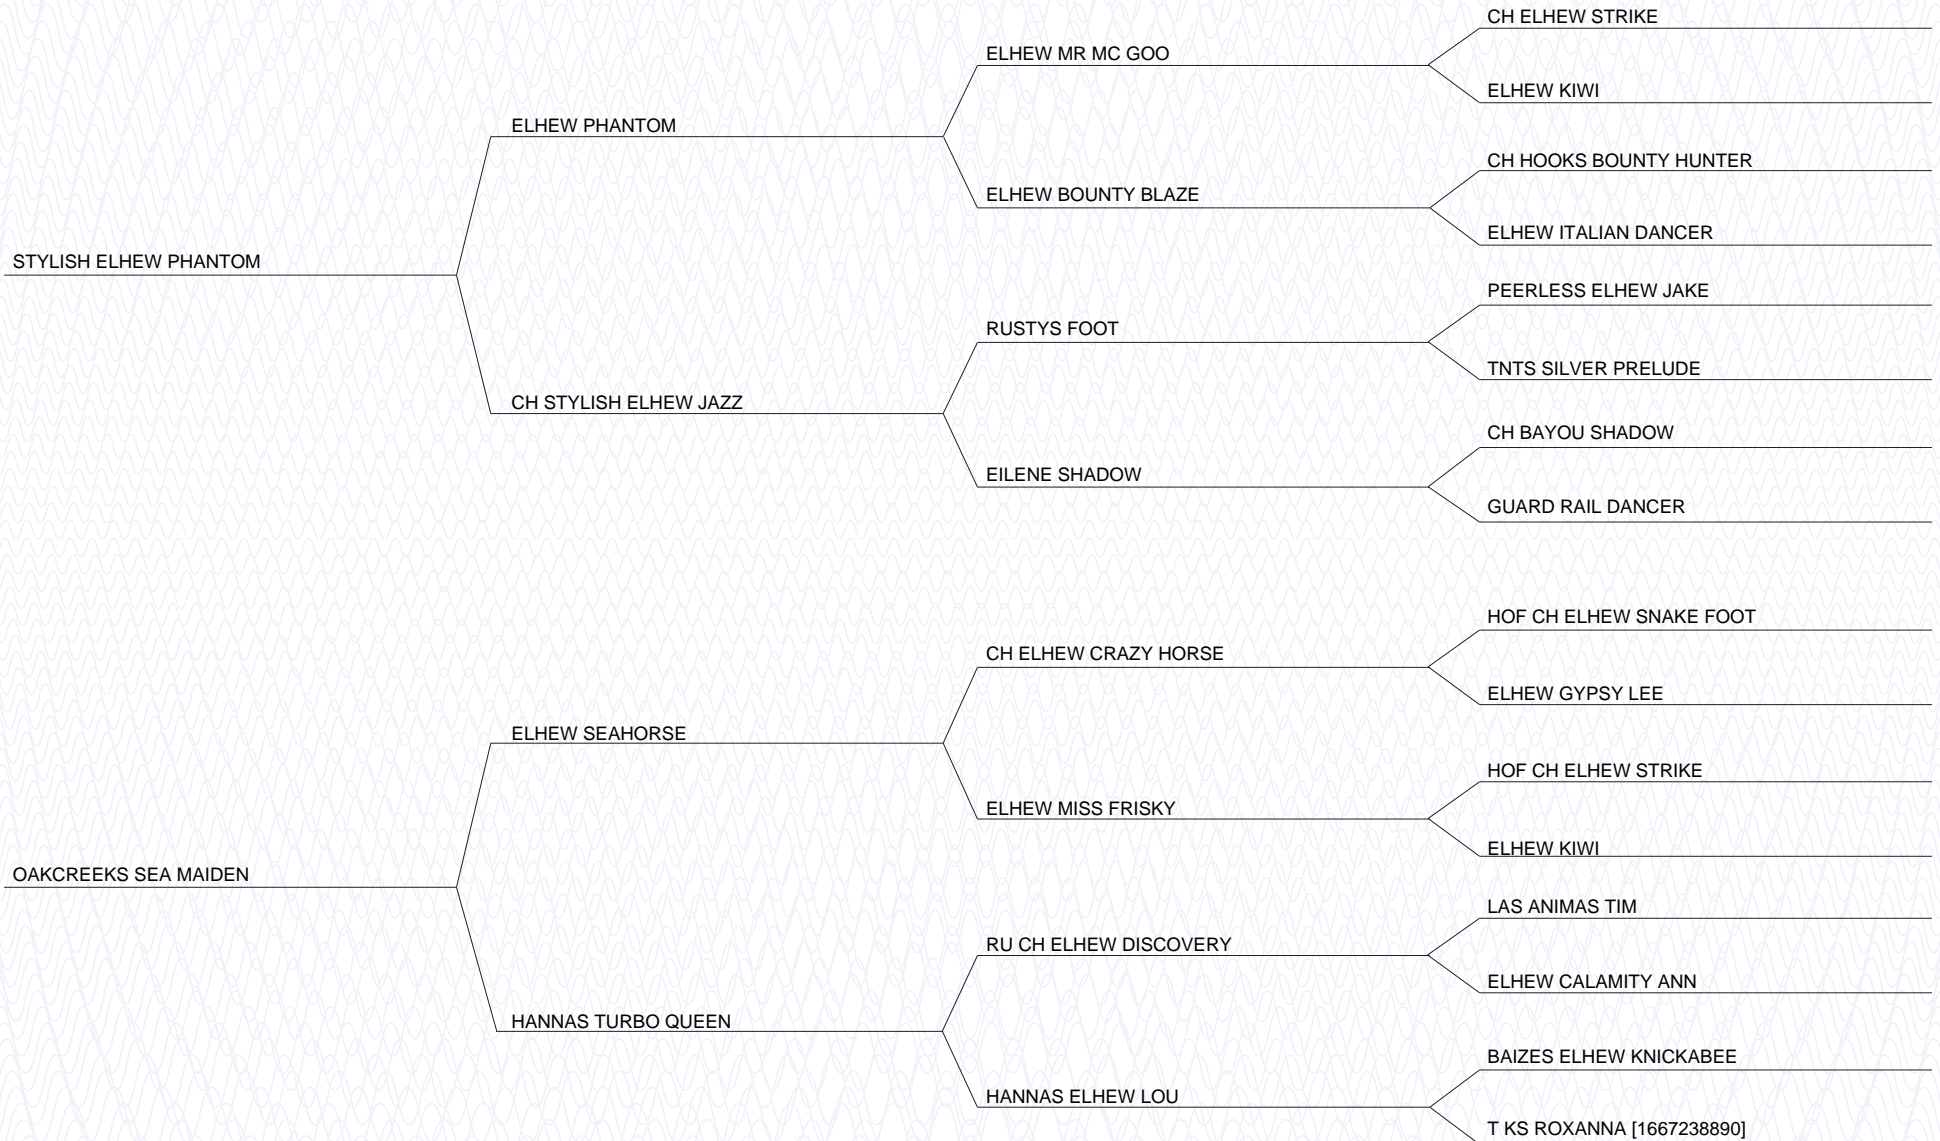 CH ELHEW STRIKE
ELHEW MR MC GOO
ELHEW KIWI
ELHEW PHANTOM
CH HOOKS BOUNTY HUNTER
ELHEW BOUNTY BLAZE
ELHEW ITALIAN DANCER
STYLISH ELHEW PHANTOM
PEERLESS ELHEW JAKE
RUSTYS FOOT
TNTS SILVER PRELUDE
CH STYLISH ELHEW JAZZ
CH BAYOU SHADOW
EILENE SHADOW
GUARD RAIL DANCER
HOF CH ELHEW SNAKE FOOT
CH ELHEW CRAZY HORSE
ELHEW GYPSY LEE
ELHEW SEAHORSE
HOF CH ELHEW STRIKE
ELHEW MISS FRISKY
ELHEW KIWI
OAKCREEKS SEA MAIDEN
LAS ANIMAS TIM
RU CH ELHEW DISCOVERY
ELHEW CALAMITY ANN
HANNAS TURBO QUEEN
BAIZES ELHEW KNICKABEE
HANNAS ELHEW LOU
T KS ROXANNA [1667238890]